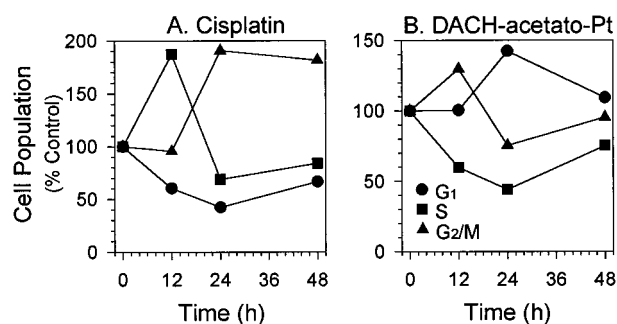 A. Cisplatin
B. DACH-acetato-Pt
Cell Population
(% Control)
200
150
100
50
0
150
100
50
0
G1
S
G2/M
0 12 24 36 48
0 12 24 36 48
Time (h)
Time (h)